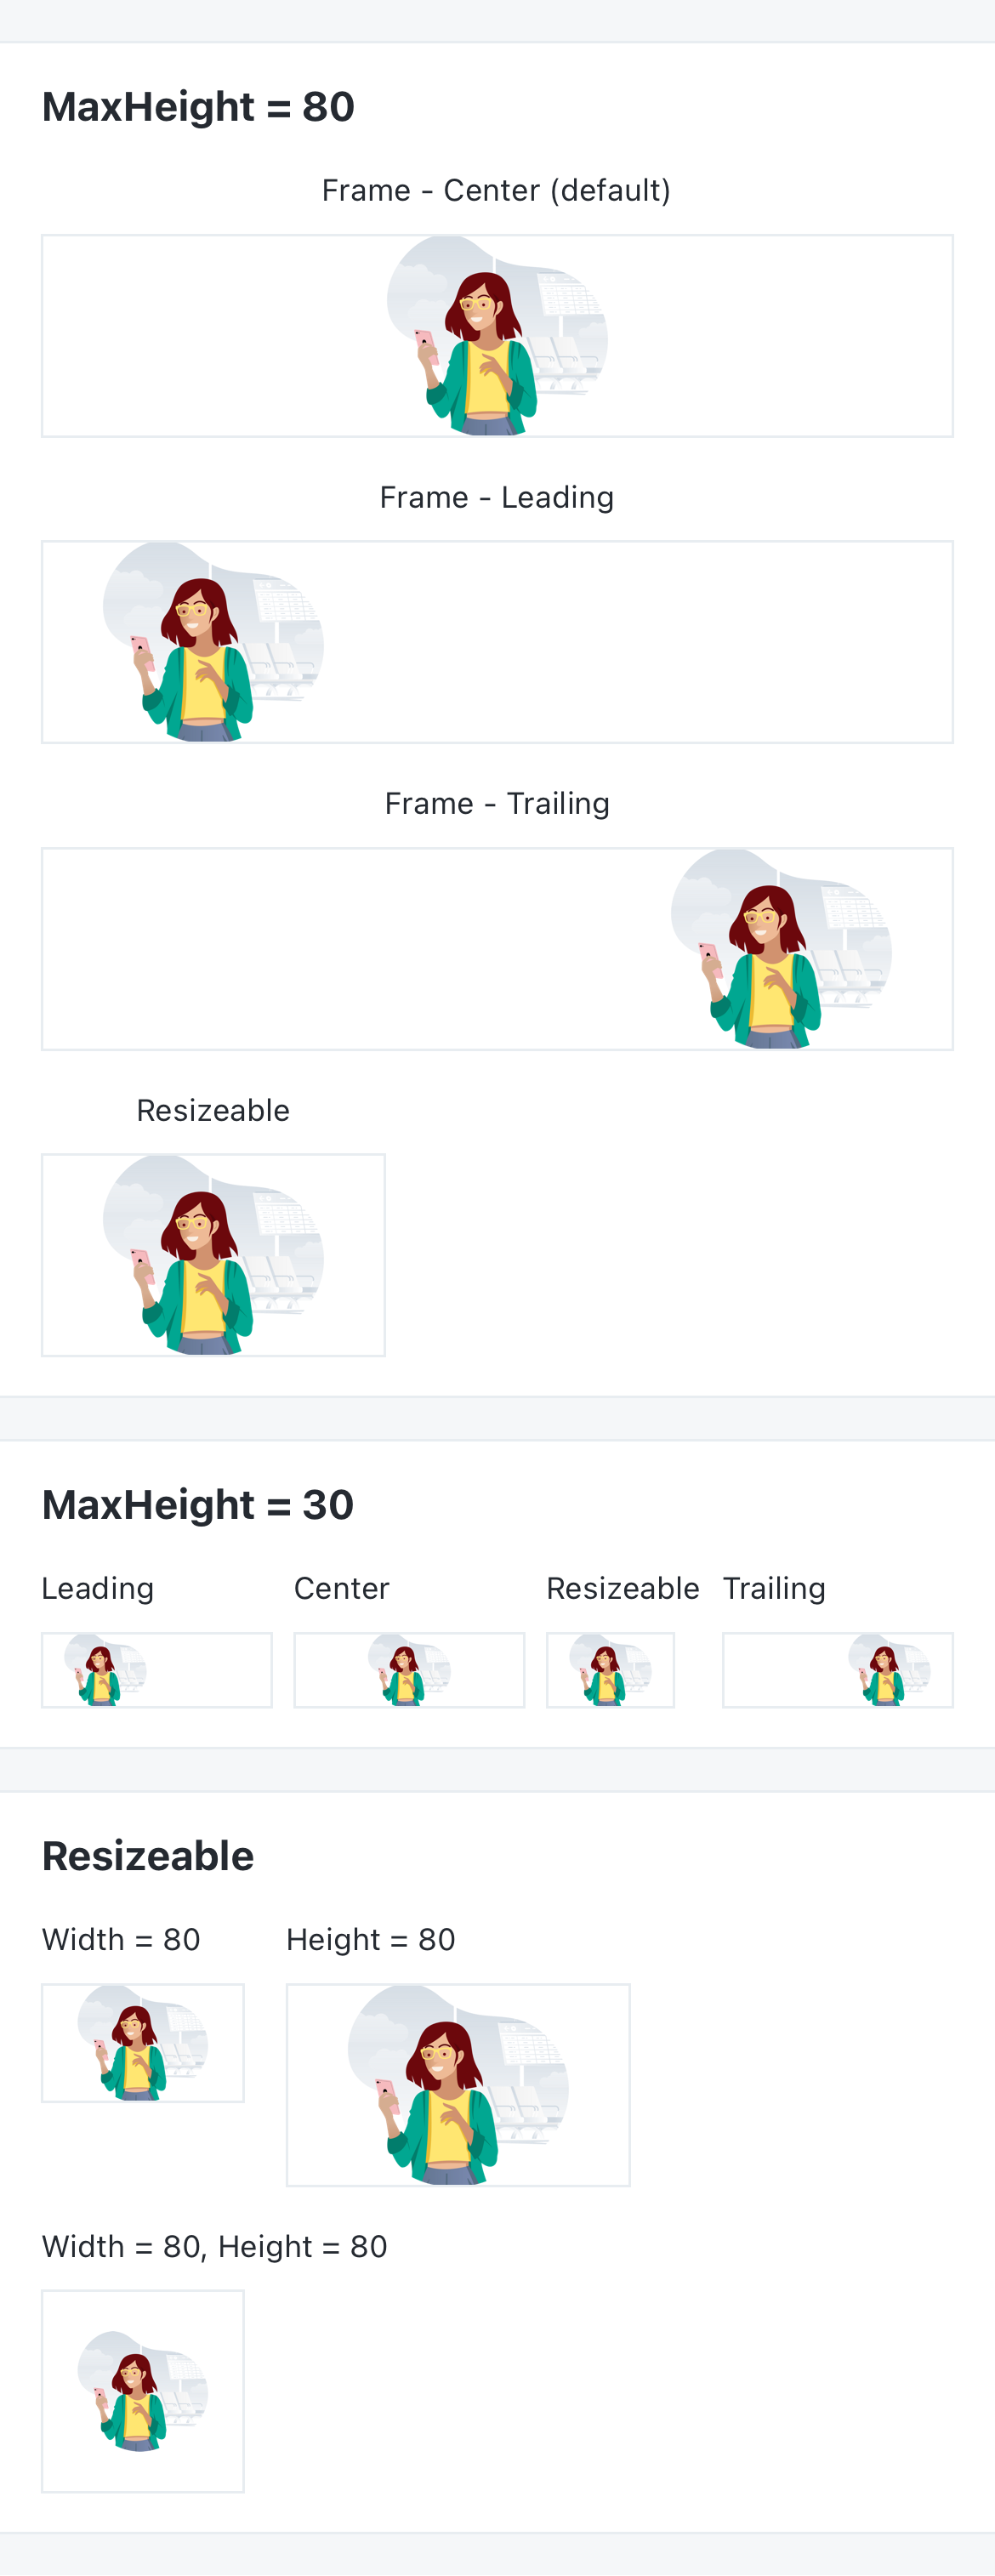 MaxHeight = 80
Frame - Center (default)
Frame - Leading
Frame - Trailing
Resizeable
MaxHeight = 30
Leading Center Resizeable Trailing
Resizeable
Width = 80 Height = 80
Width = 80, Height = 80